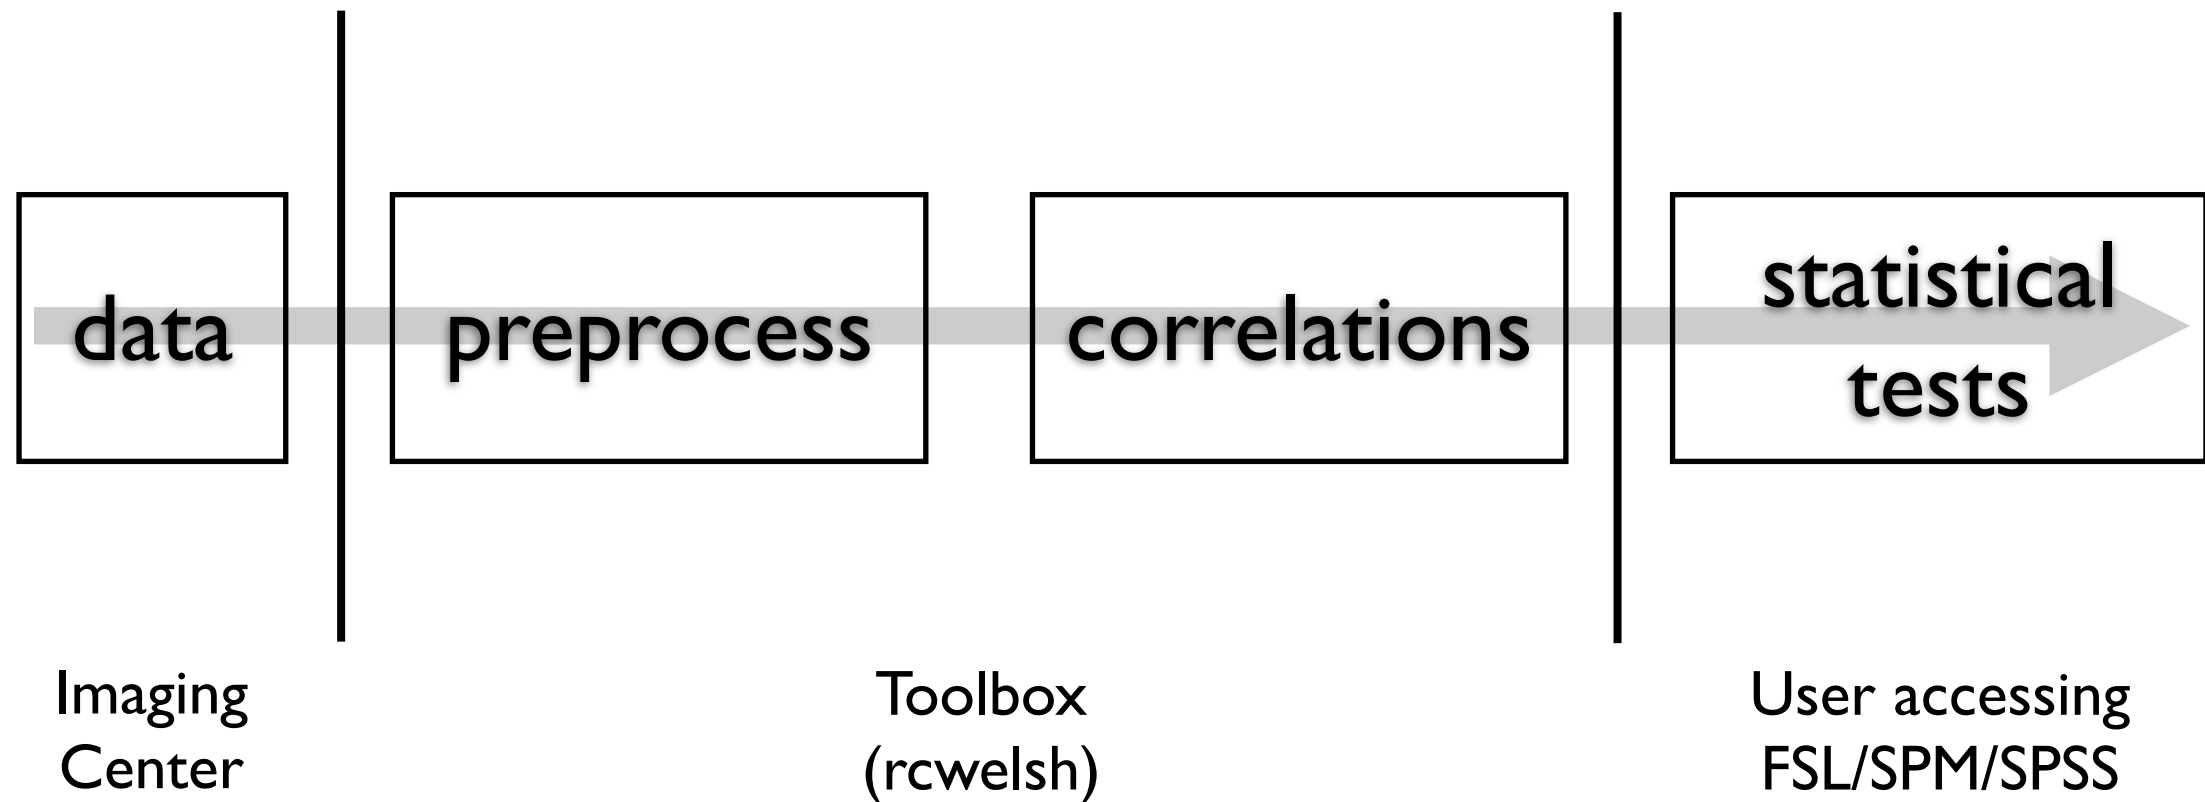 data
preprocess
correlations
statistical
tests
Imaging
Center
Toolbox
(rcwelsh)
User accessing
FSL/SPM/SPSS